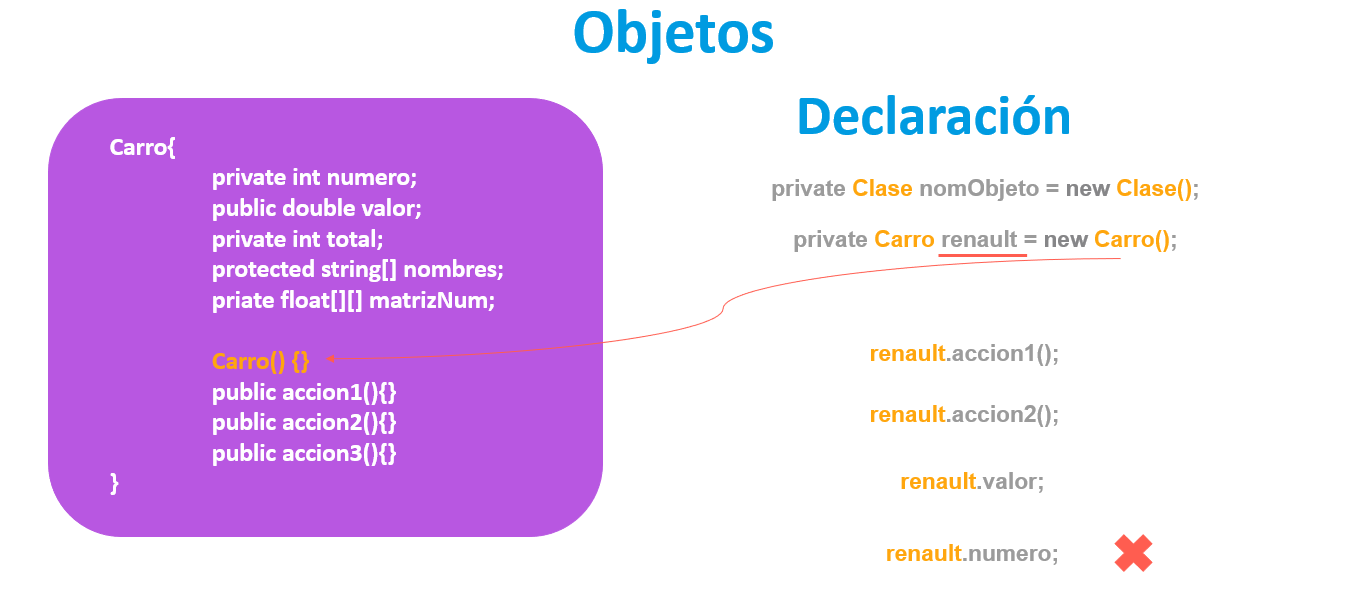 Objetos
Carro{
private int numero;
public double valor;
private int total;
protected string[] nombres;
priate float[][] matrizNum;
Carro() {}
public accion1(){}
public accion2(){}
public accion3(){}
}
Declaración
private Clase nomObjeto = new Clase();
private Carro renault = new Carro();
renault.accion1();
renault.accion2();
renault.valor;
renault.numero;